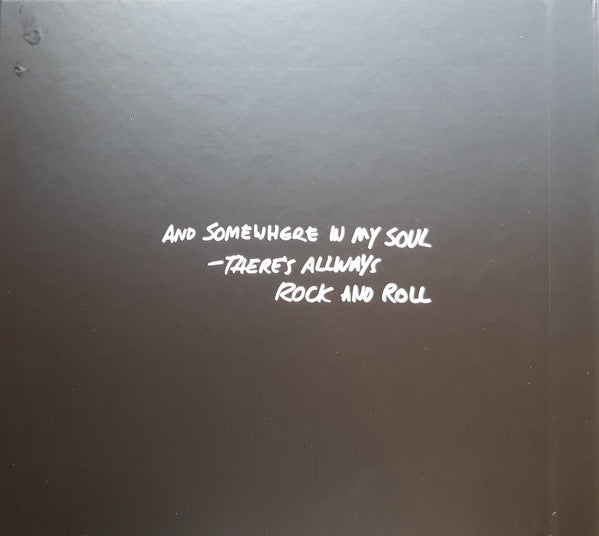 AND SOMEWHERE IN MY SOUL
-THERE'S ALLWAYS
ROCK AND ROLL